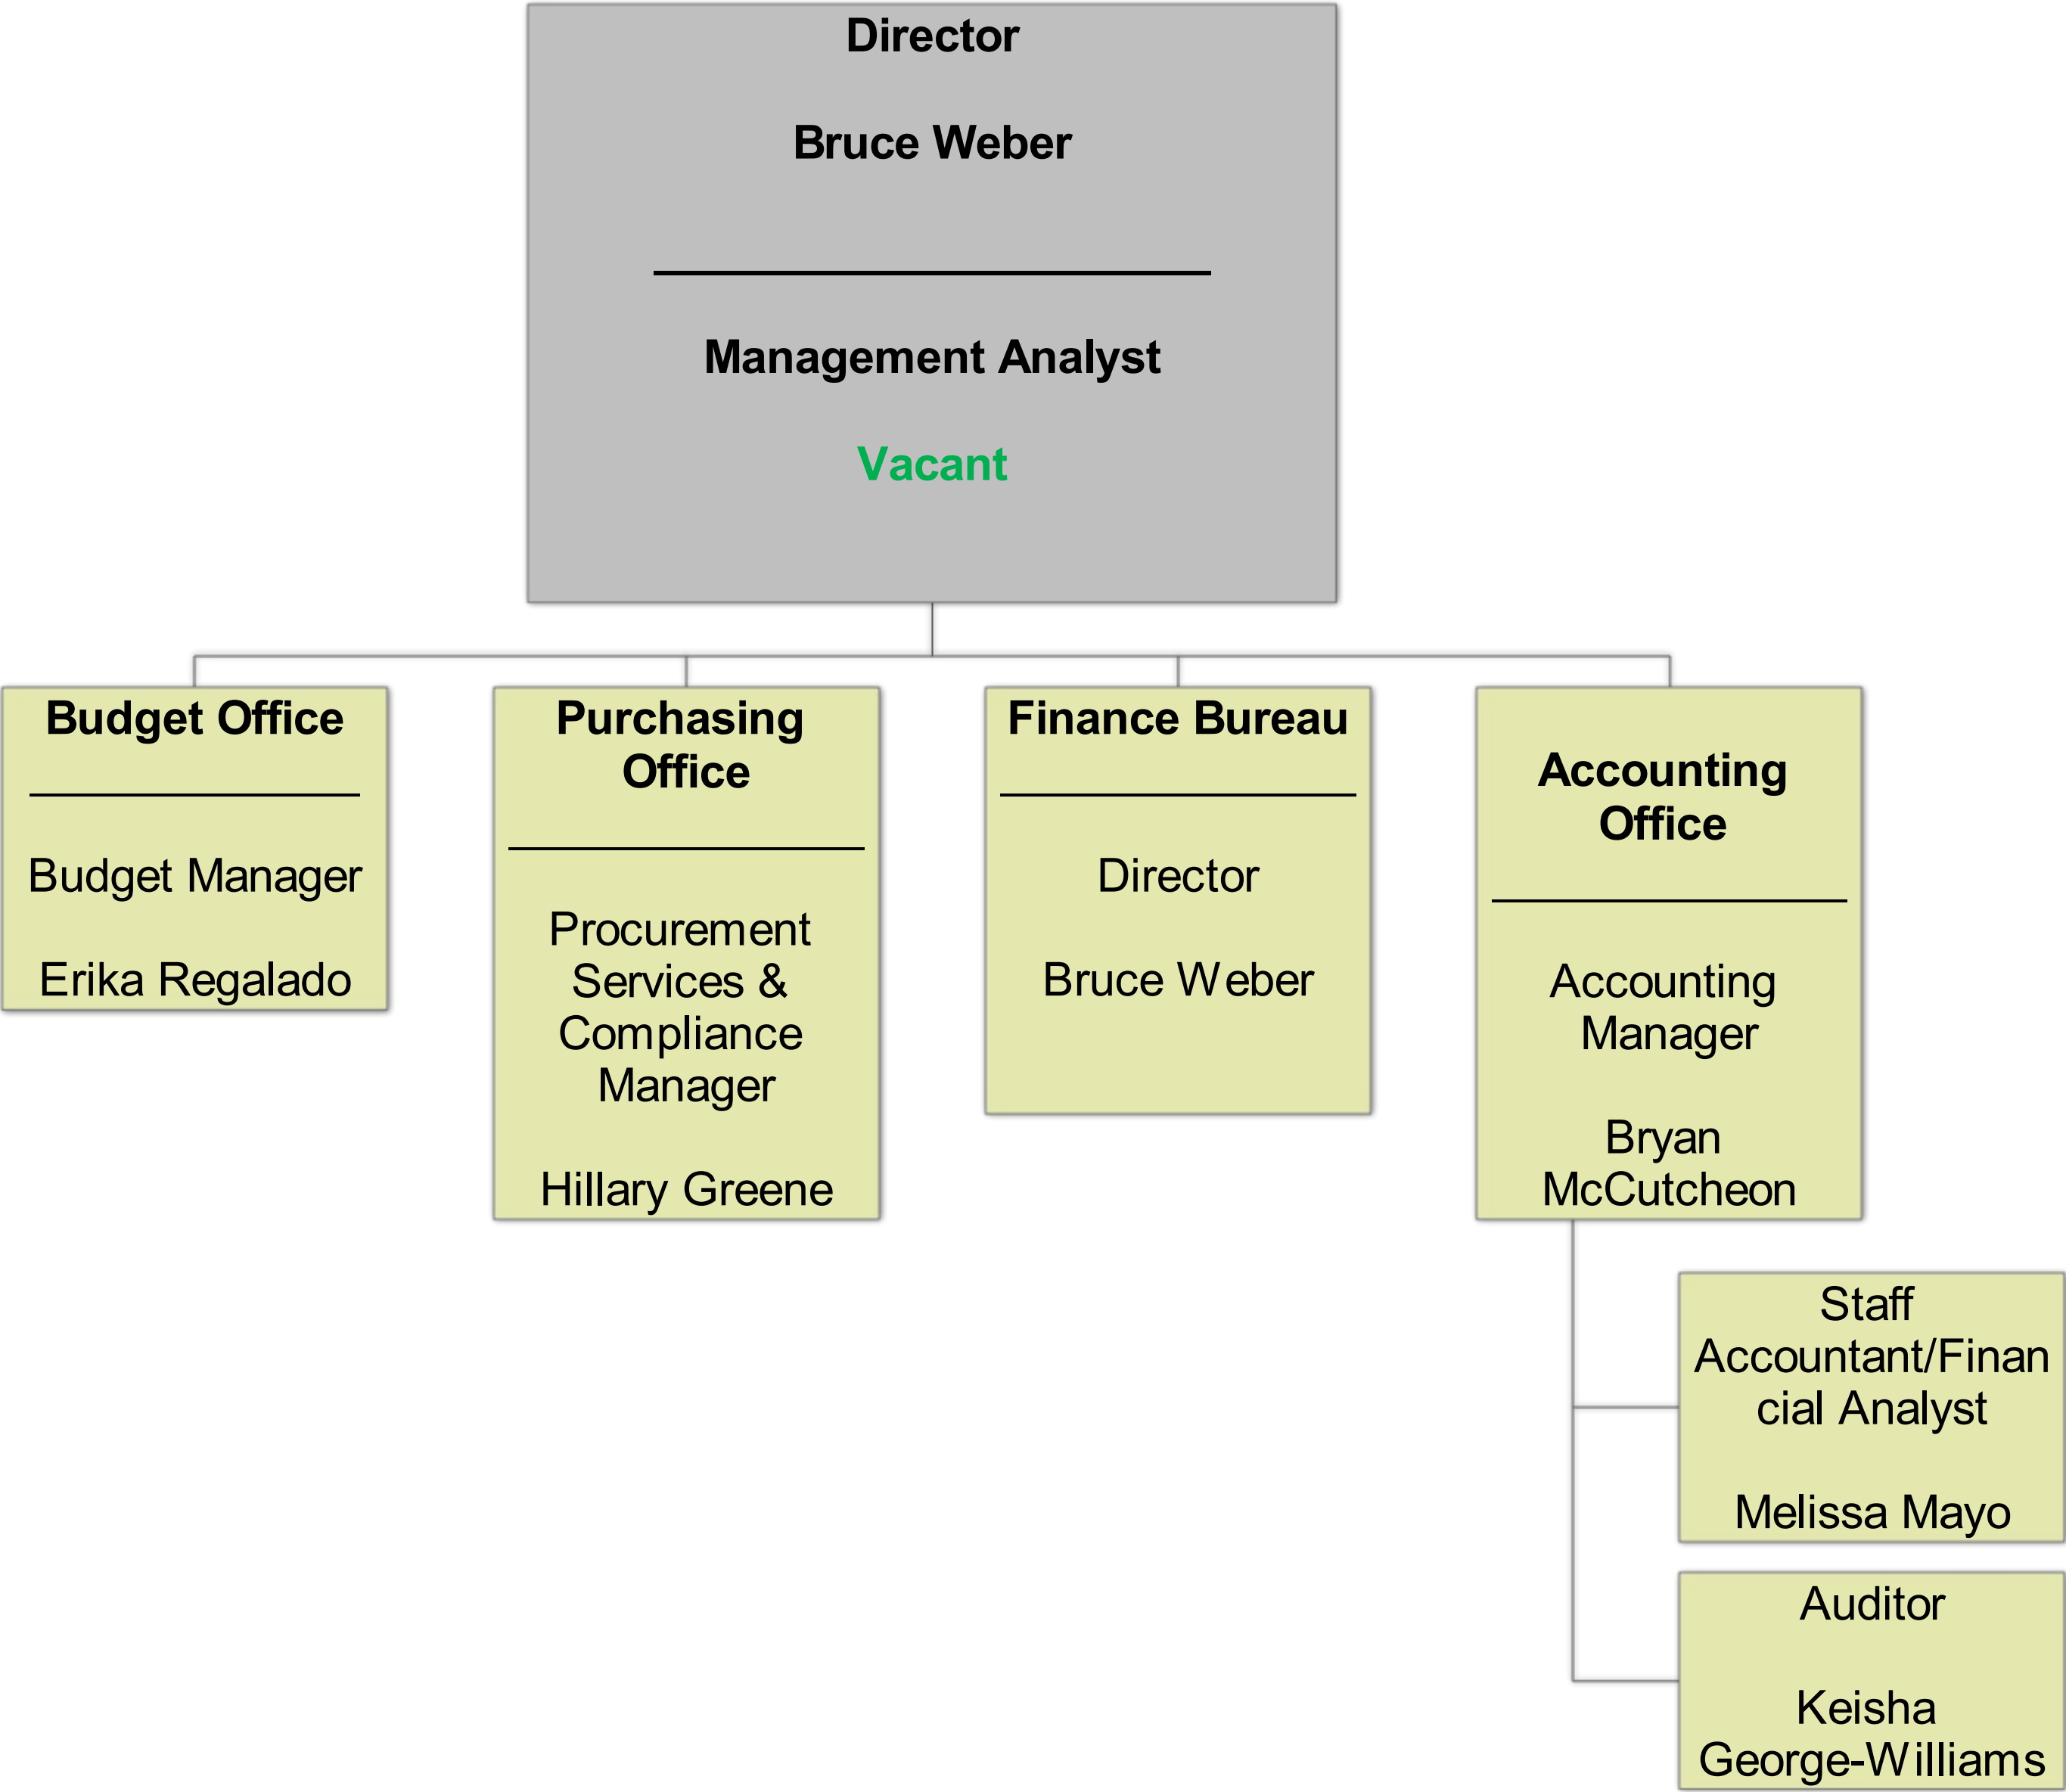 Director
Bruce Weber
Management Analyst
Vacant
Budget Office
Budget Manager
Erika Regalado
Purchasing
Office
Procurement
Services &
Compliance
Manager
Hillary Greene
Finance Bureau
Director
Bruce Weber
Accounting
Office
Accounting
Manager
Bryan
McCutcheon
Staff
Accountant/Finan
cial Analyst
Melissa Mayo
Auditor
Keisha
George-Williams